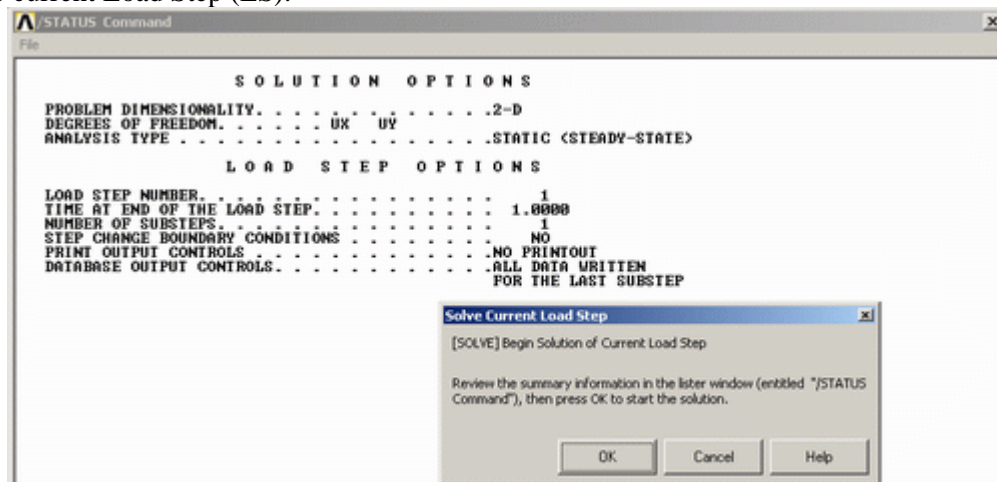 current Load Step (LS).
/STATUS Command
File
S O L U T I O N   O P T I O N S
PROBLEM DIMENSIONALITY. . . . . . . . . . . . .2-D
DEGREES OF FREEDOM. . . . . . UX   UY
ANALYSIS TYPE . . . . . . . . . . . . . . . . .STATIC (STEADY-STATE)
L O A D   S T E P   O P T I O N S
LOAD STEP NUMBER. . . . . . . . . . . . . . . . 1
TIME AT END OF THE LOAD STEP. . . . . . . . . . 1.0000
NUMBER OF SUBSTEPS. . . . . . . . . . . . . . . 1
STEP CHANGE BOUNDARY CONDITIONS . . . . . . . . NO
PRINT OUTPUT CONTROLS . . . . . . . . . . . . .NO PRINTOUT
DATABASE OUTPUT CONTROLS. . . . . . . . . . . .ALL DATA WRITTEN
FOR THE LAST SUBSTEP
Solve Current Load Step
[SOLVE] Begin Solution of Current Load Step
Review the summary information in the lister window (entitled "/STATUS
Command"), then press OK to start the solution.
OK Cancel Help